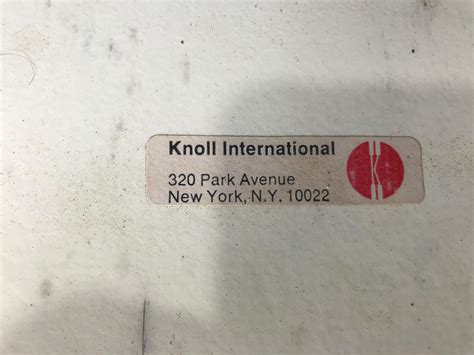 Knoll International
320 Park Avenue
New York, N.Y. 10022